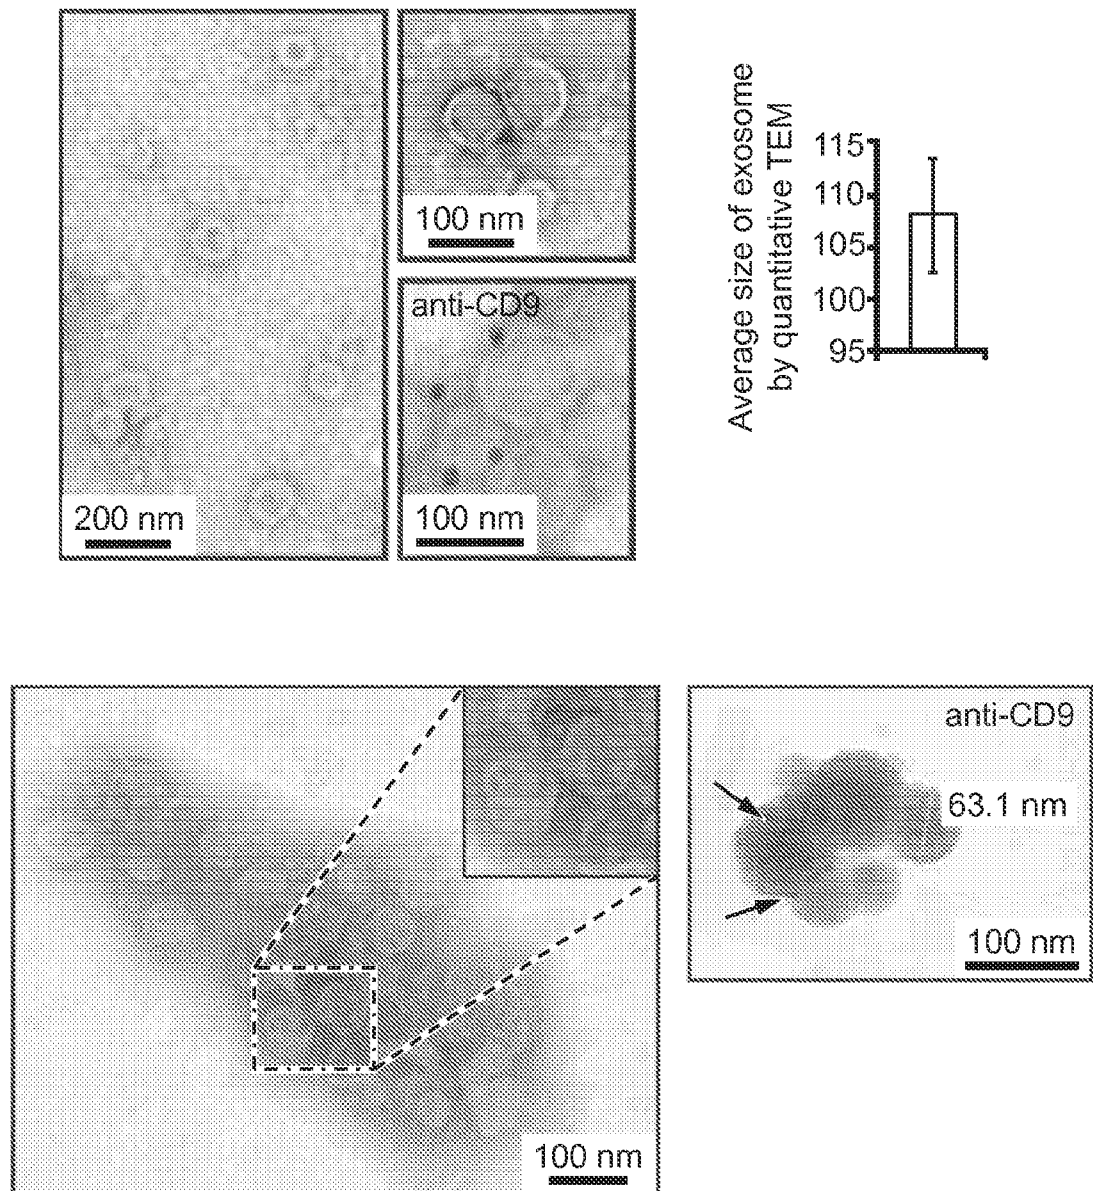 200 nm
100 nm
anti-CD9
100 nm
Average size of exosome
by quantitative TEM
115
110
105
100
95
100 nm
anti-CD9
63.1 nm
100 nm